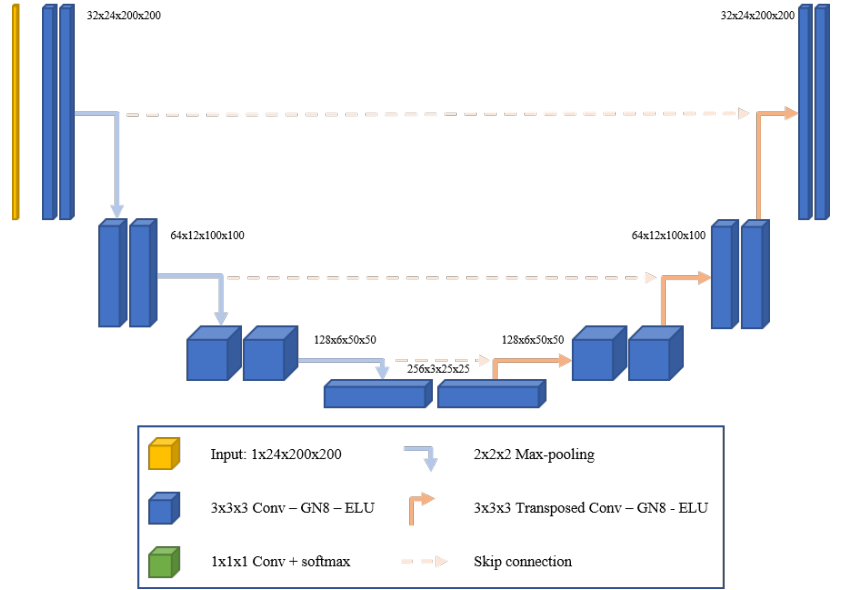 32x24x200x200
32x24x200x200
64x12x100x100
64x12x100x100
128x6x50x50
128x6x50x50
256x3x25x25
Input: 1x24x200x200
2x2x2 Max-pooling
3x3x3 Conv – GN8 – ELU
3x3x3 Transposed Conv – GN8 - ELU
1x1x1 Conv + softmax
Skip connection